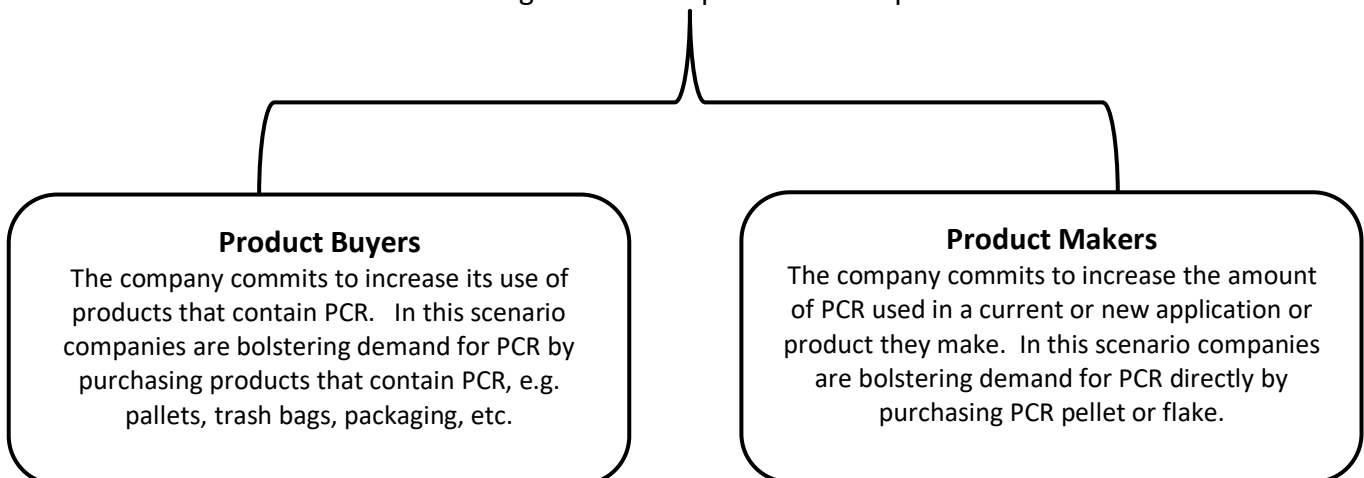 Product Buyers
The company commits to increase its use of
products that contain PCR. In this scenario
companies are bolstering demand for PCR by
purchasing products that contain PCR, e.g.
pallets, trash bags, packaging, etc.
Product Makers
The company commits to increase the amount
of PCR used in a current or new application or
product they make. In this scenario companies
are bolstering demand for PCR directly by
purchasing PCR pellet or flake.